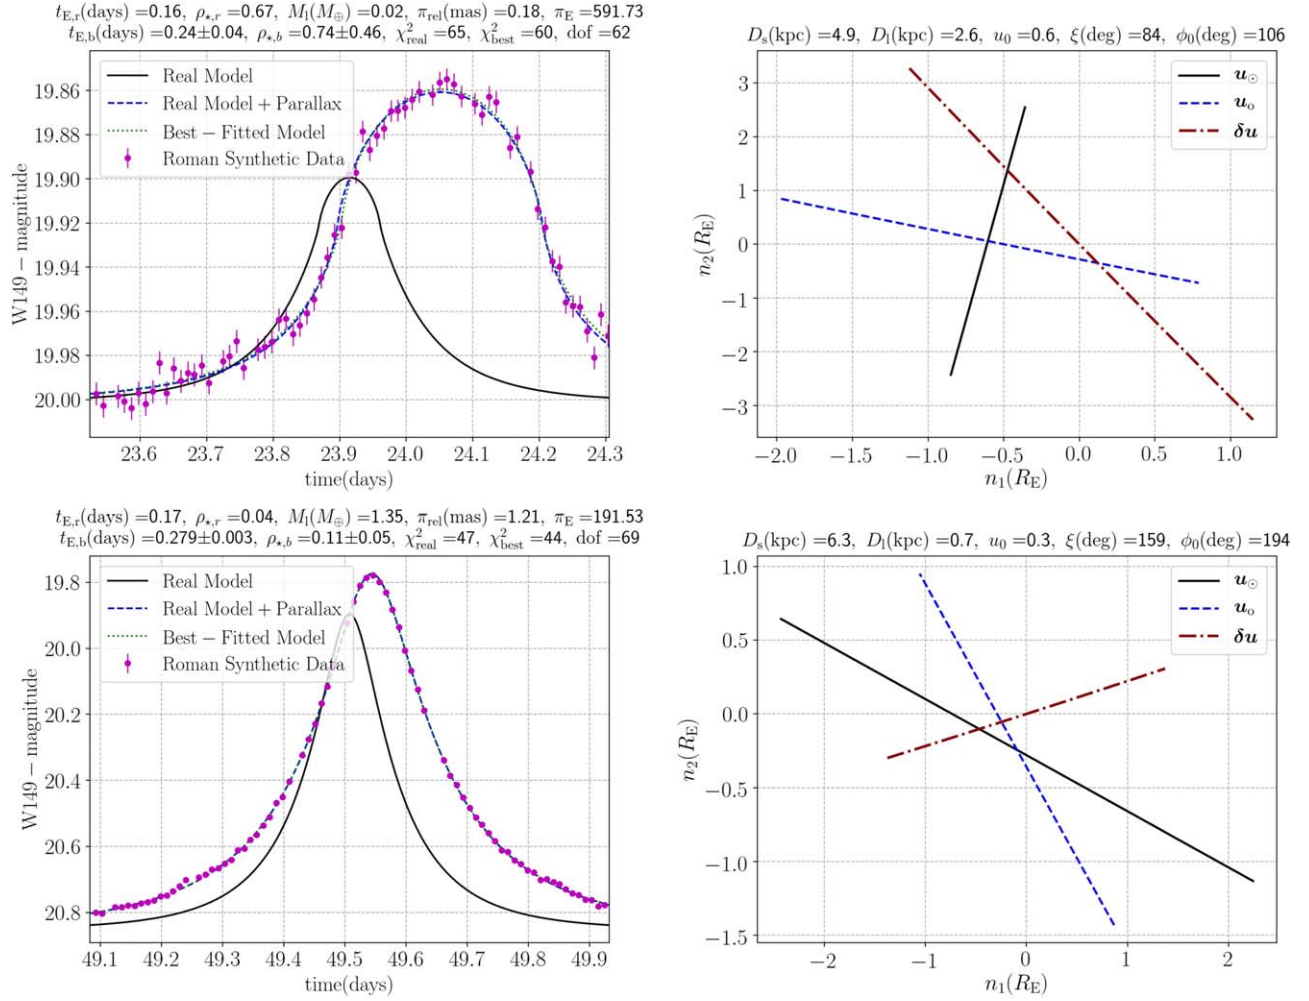 t_E,r(days) =0.16, ρ_⋆,r =0.67, M_l(M_⊕) =0.02, π_rel(mas) =0.18, π_E =591.73
t_E,b(days) =0.24±0.04, ρ_⋆,b =0.74±0.46, χ²_real =65, χ²_best =60, dof =62
Real Model
Real Model + Parallax
Best − Fitted Model
Roman Synthetic Data
W149 − magnitude
19.86
19.88
19.90
19.92
19.94
19.96
19.98
20.00
23.6 23.7 23.8 23.9 24.0 24.1 24.2 24.3
time(days)
D_s(kpc) =4.9, D_l(kpc) =2.6, u_0 =0.6, ξ(deg) =84, ϕ_0(deg) =106
u_⊙
u_o
δu
n_2(R_E)
3
2
1
0
−1
−2
−3
−2.0 −1.5 −1.0 −0.5 0.0 0.5 1.0
n_1(R_E)
t_E,r(days) =0.17, ρ_⋆,r =0.04, M_l(M_⊕) =1.35, π_rel(mas) =1.21, π_E =191.53
t_E,b(days) =0.279±0.003, ρ_⋆,b =0.11±0.05, χ²_real =47, χ²_best =44, dof =69
Real Model
Real Model + Parallax
Best − Fitted Model
Roman Synthetic Data
W149 − magnitude
19.8
20.0
20.2
20.4
20.6
20.8
49.1 49.2 49.3 49.4 49.5 49.6 49.7 49.8 49.9
time(days)
D_s(kpc) =6.3, D_l(kpc) =0.7, u_0 =0.3, ξ(deg) =159, ϕ_0(deg) =194
u_⊙
u_o
δu
n_2(R_E)
1.0
0.5
0.0
−0.5
−1.0
−1.5
−2 −1 0 1 2
n_1(R_E)